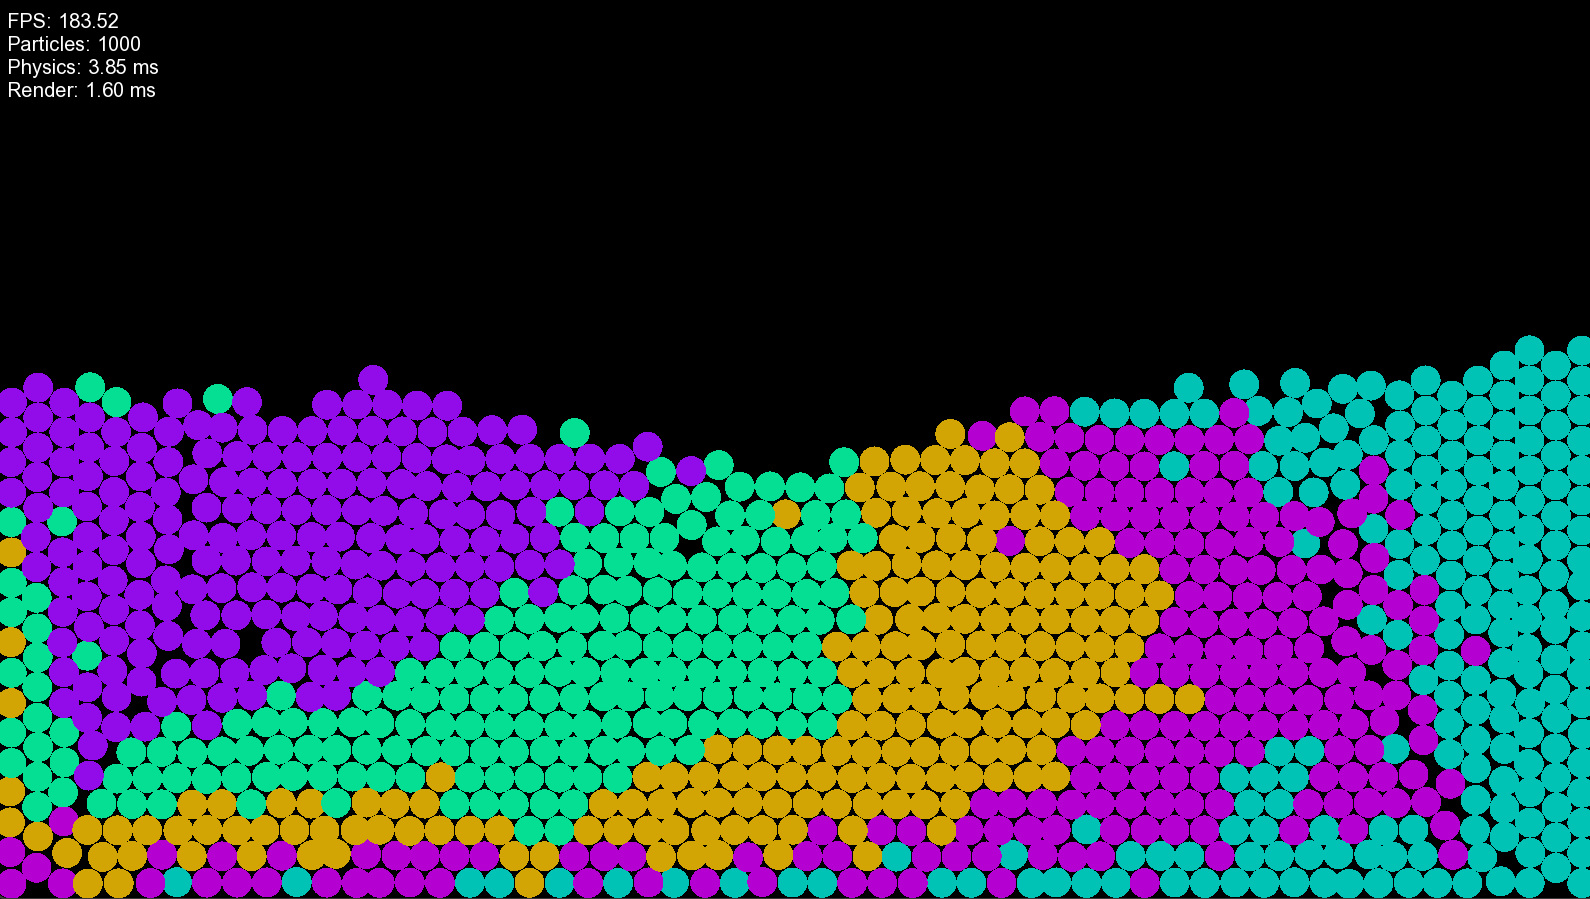 FPS: 183.52
Particles: 1000
Physics: 3.85 ms
Render: 1.60 ms